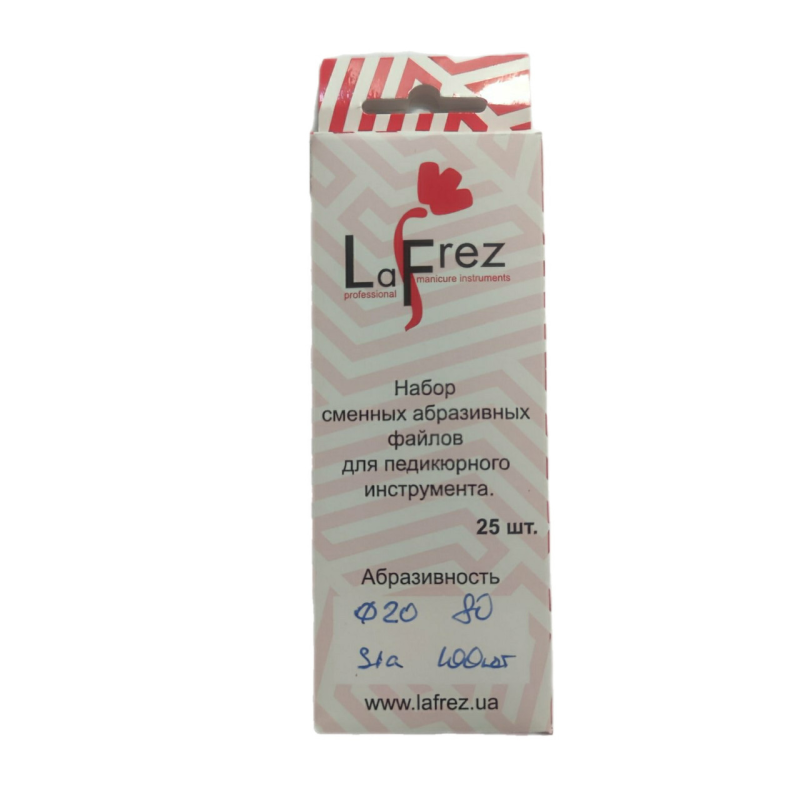 LaFrez
professional manicure instruments
Набор
сменных абразивных
файлов
для педикюрного
инструмента.
25 шт.
Абразивность
Ф20 80
100шт
www.lafrez.ua